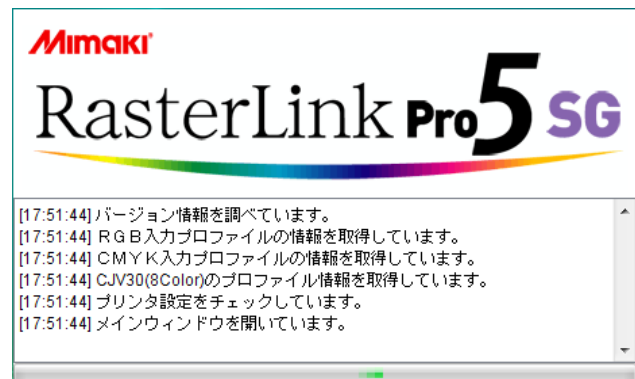 Mimaki
RasterLink Pro5 SG
[17:51:44] バージョン情報を調べています。
[17:51:44] ＲＧＢ入力プロファイルの情報を取得しています。
[17:51:44] ＣＭＹＫ入力プロファイルの情報を取得しています。
[17:51:44] CJV30(8Color)のプロファイル情報を取得しています。
[17:51:44] プリンタ設定をチェックしています。
[17:51:44] メインウィンドウを開いています。